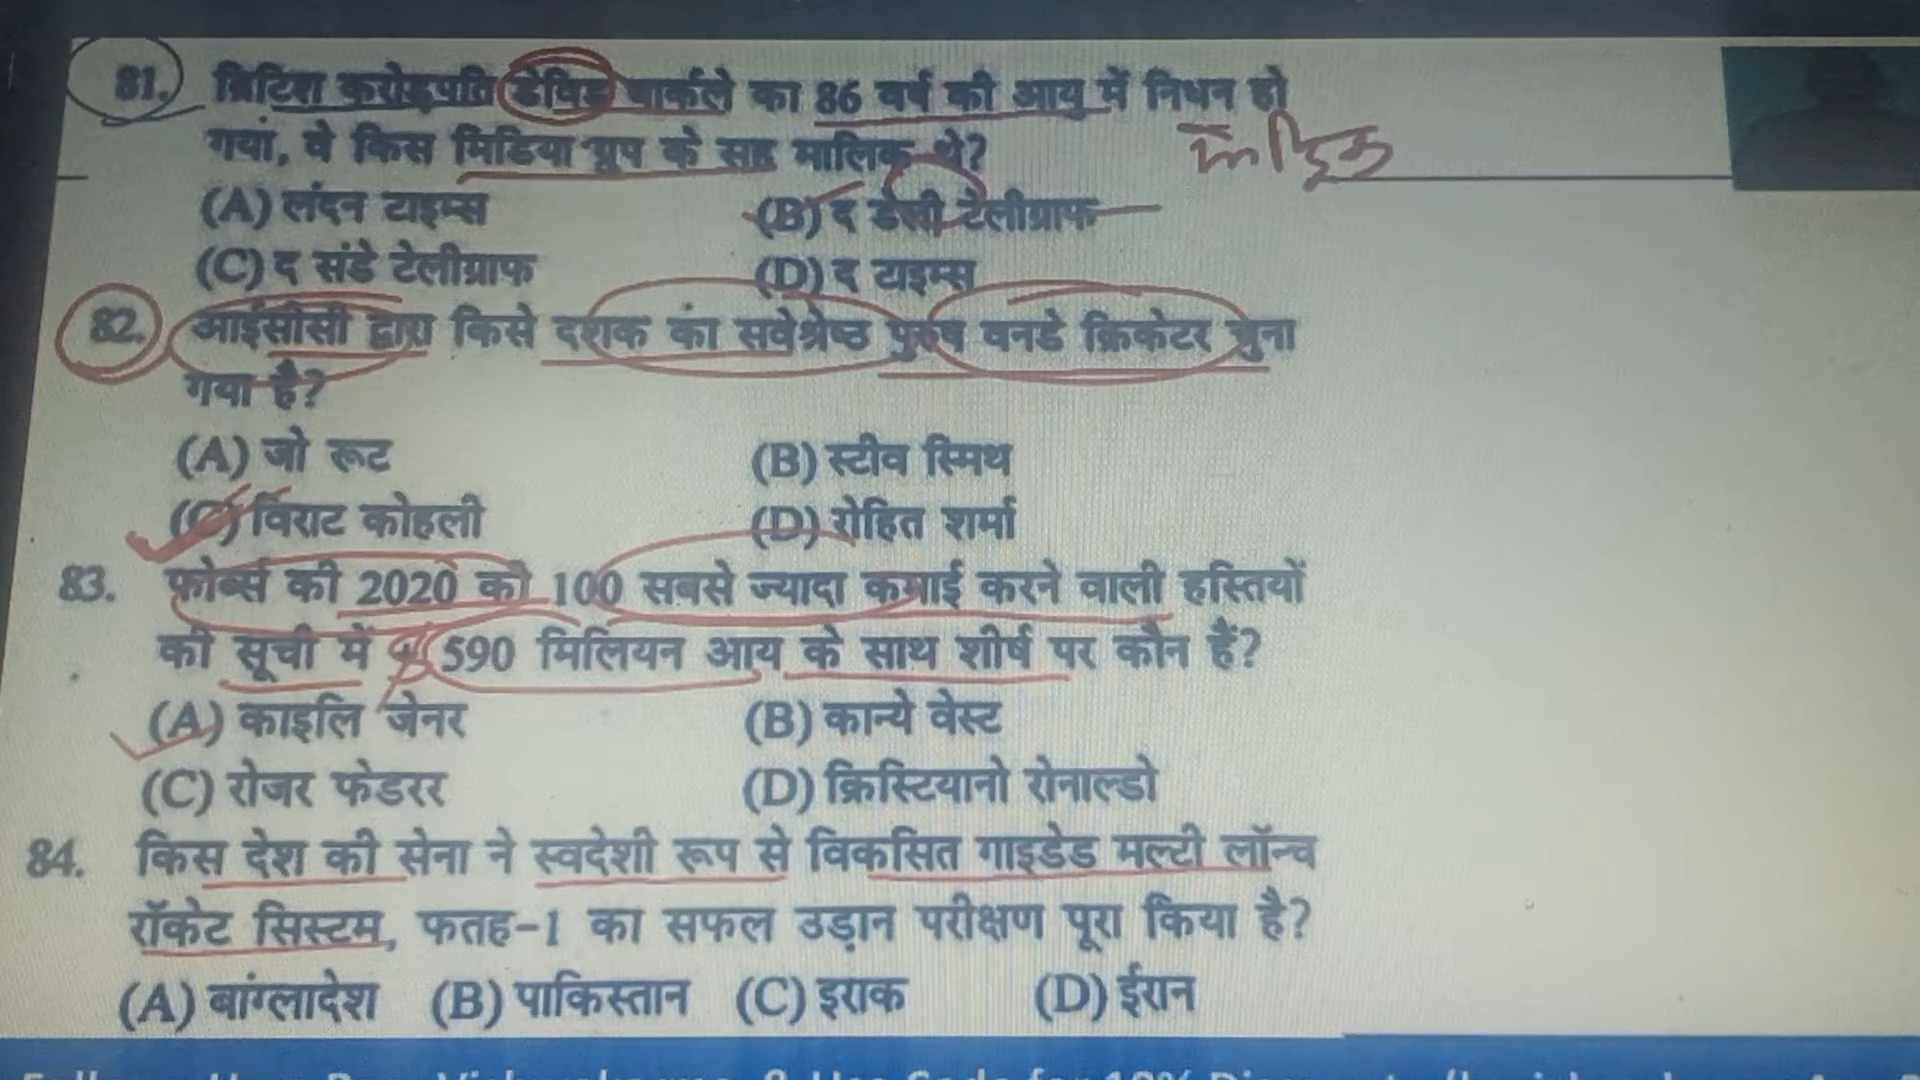 81. ब्रिटिश करोड़पति डेविड बार्कले का 86 वर्ष की आयु में निधन हो
गयां, वे किस मिडिया ग्रुप के सह मालिक थे?
(A) लंदन टाइम्स (B) द डेली टेलीग्राफ
(C) द संडे टेलीग्राफ (D) द टाइम्स
82. आईसीसी द्वारा किसे दशक का सर्वश्रेष्ठ पुरुष वनडे क्रिकेटर चुना
गया है?
(A) जो रूट (B) स्टीव स्मिथ
(C) विराट कोहली (D) रोहित शर्मा
83. फोर्ब्स की 2020 की 100 सबसे ज्यादा कमाई करने वाली हस्तियों
की सूची में 590 मिलियन आय के साथ शीर्ष पर कौन हैं?
(A) काइलि जेनर (B) कान्ये वेस्ट
(C) रोजर फेडरर (D) क्रिस्टियानो रोनाल्डो
84. किस देश की सेना ने स्वदेशी रूप से विकसित गाइडेड मल्टी लॉन्च
रॉकेट सिस्टम, फतह-1 का सफल उड़ान परीक्षण पूरा किया है?
(A) बांग्लादेश (B) पाकिस्तान (C) इराक (D) ईरान